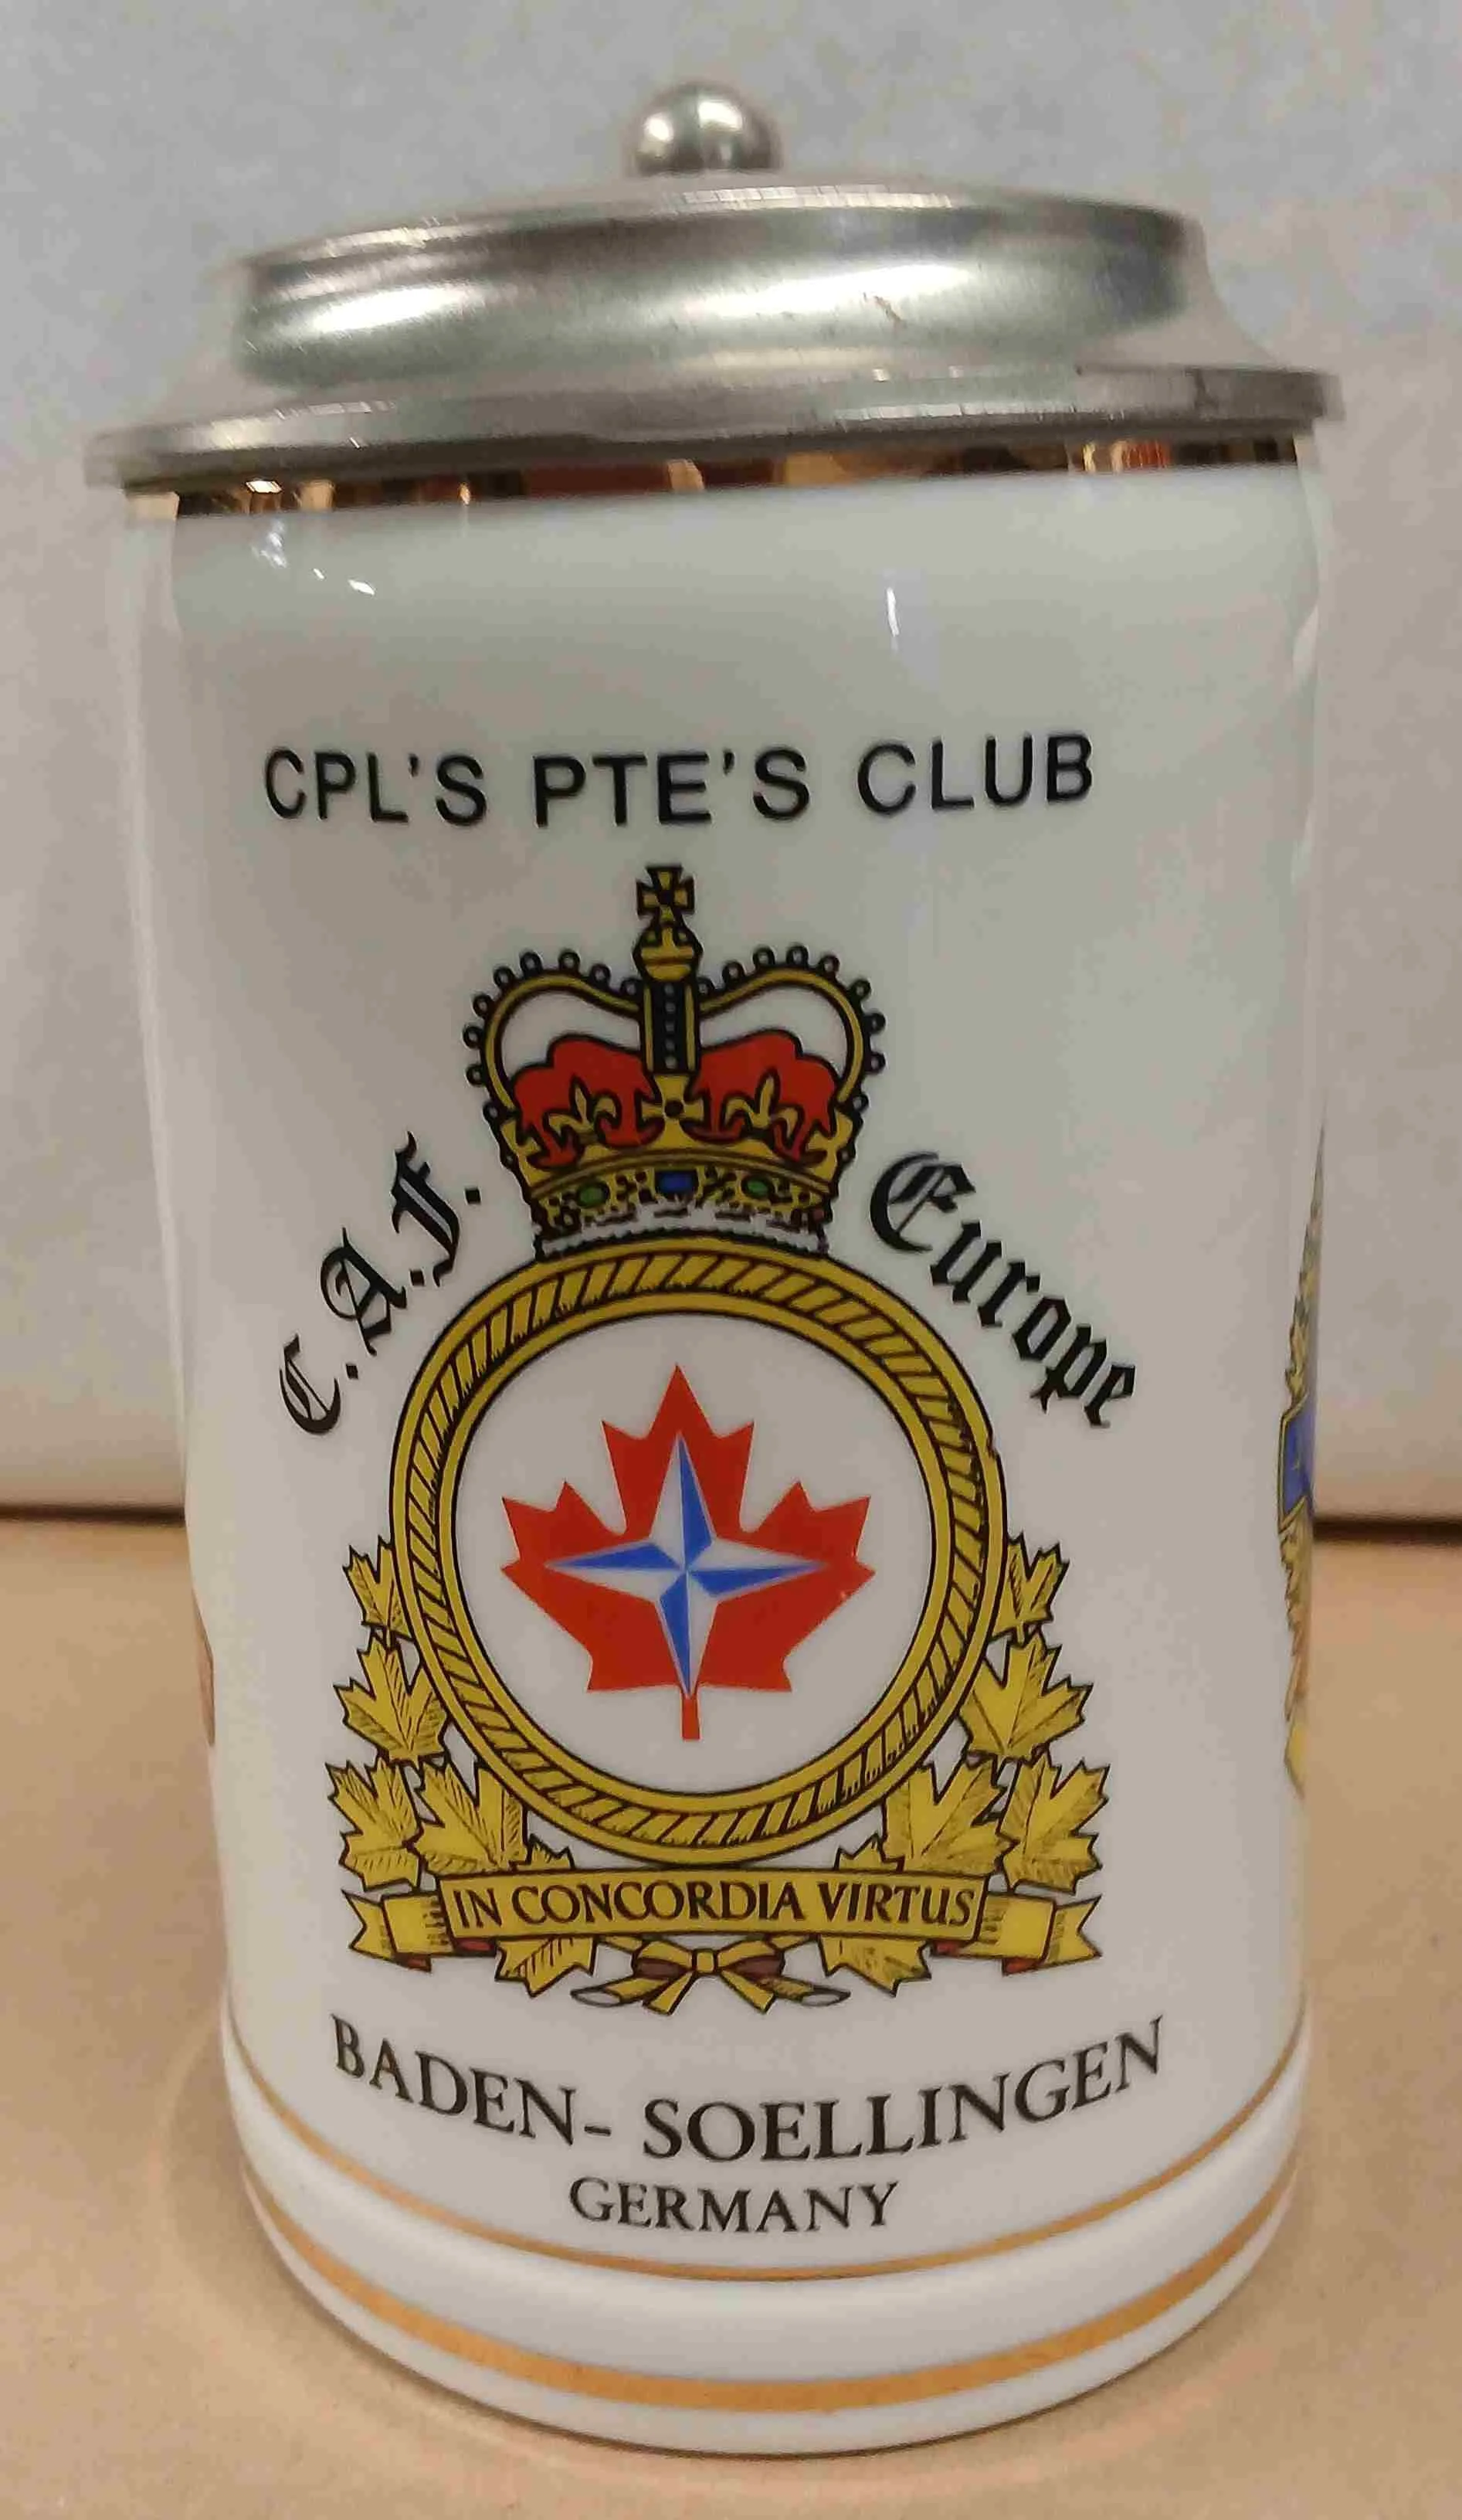 CPL'S PTE'S CLUB
C.A.F. Europe
IN CONCORDIA VIRTUS
BADEN- SOELLINGEN
GERMANY